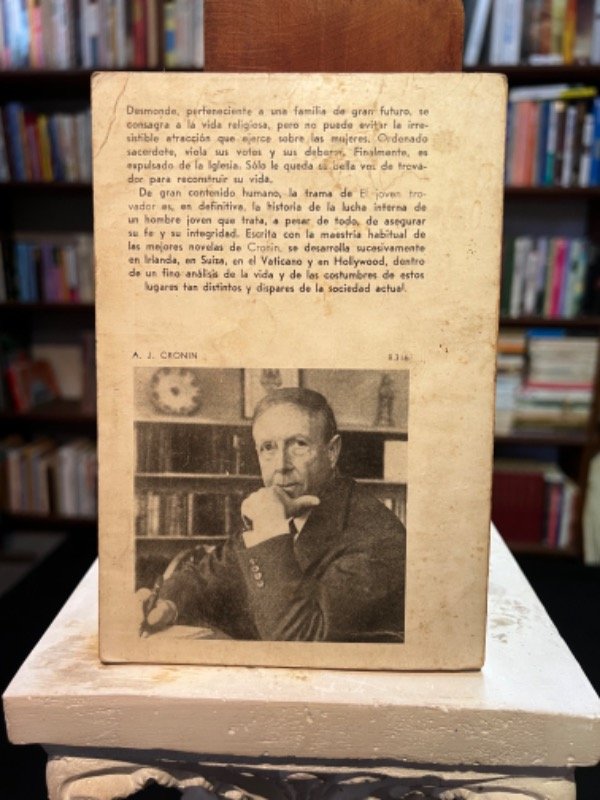 Desmonde, perteneciente a una familia de gran futuro, se
consagra a la vida religiosa, pero no puede evitar la irre-
sistible atracción que ejerce sobre las mujeres. Ordenado
sacerdote, viola sus votos y sus deberes. Finalmente, es
expulsado de la Iglesia. Sólo le queda su bella voz de trova-
dor para reconstruir su vida.
De gran contenido humano, la trama de El joven tro-
vador es, en definitiva, la historia de la lucha interna de
un hombre joven que trata, a pesar de todo, de asegurar
su fe y su integridad. Escrita con la maestría habitual de
las mejores novelas de Cronin, se desarrolla sucesivamente
en Irlanda, en Suiza, en el Vaticano y en Hollywood, dentro
de un fino análisis de la vida y de las costumbres de estos
lugares tan distintos y dispares de la sociedad actual.
A. J. CRONIN